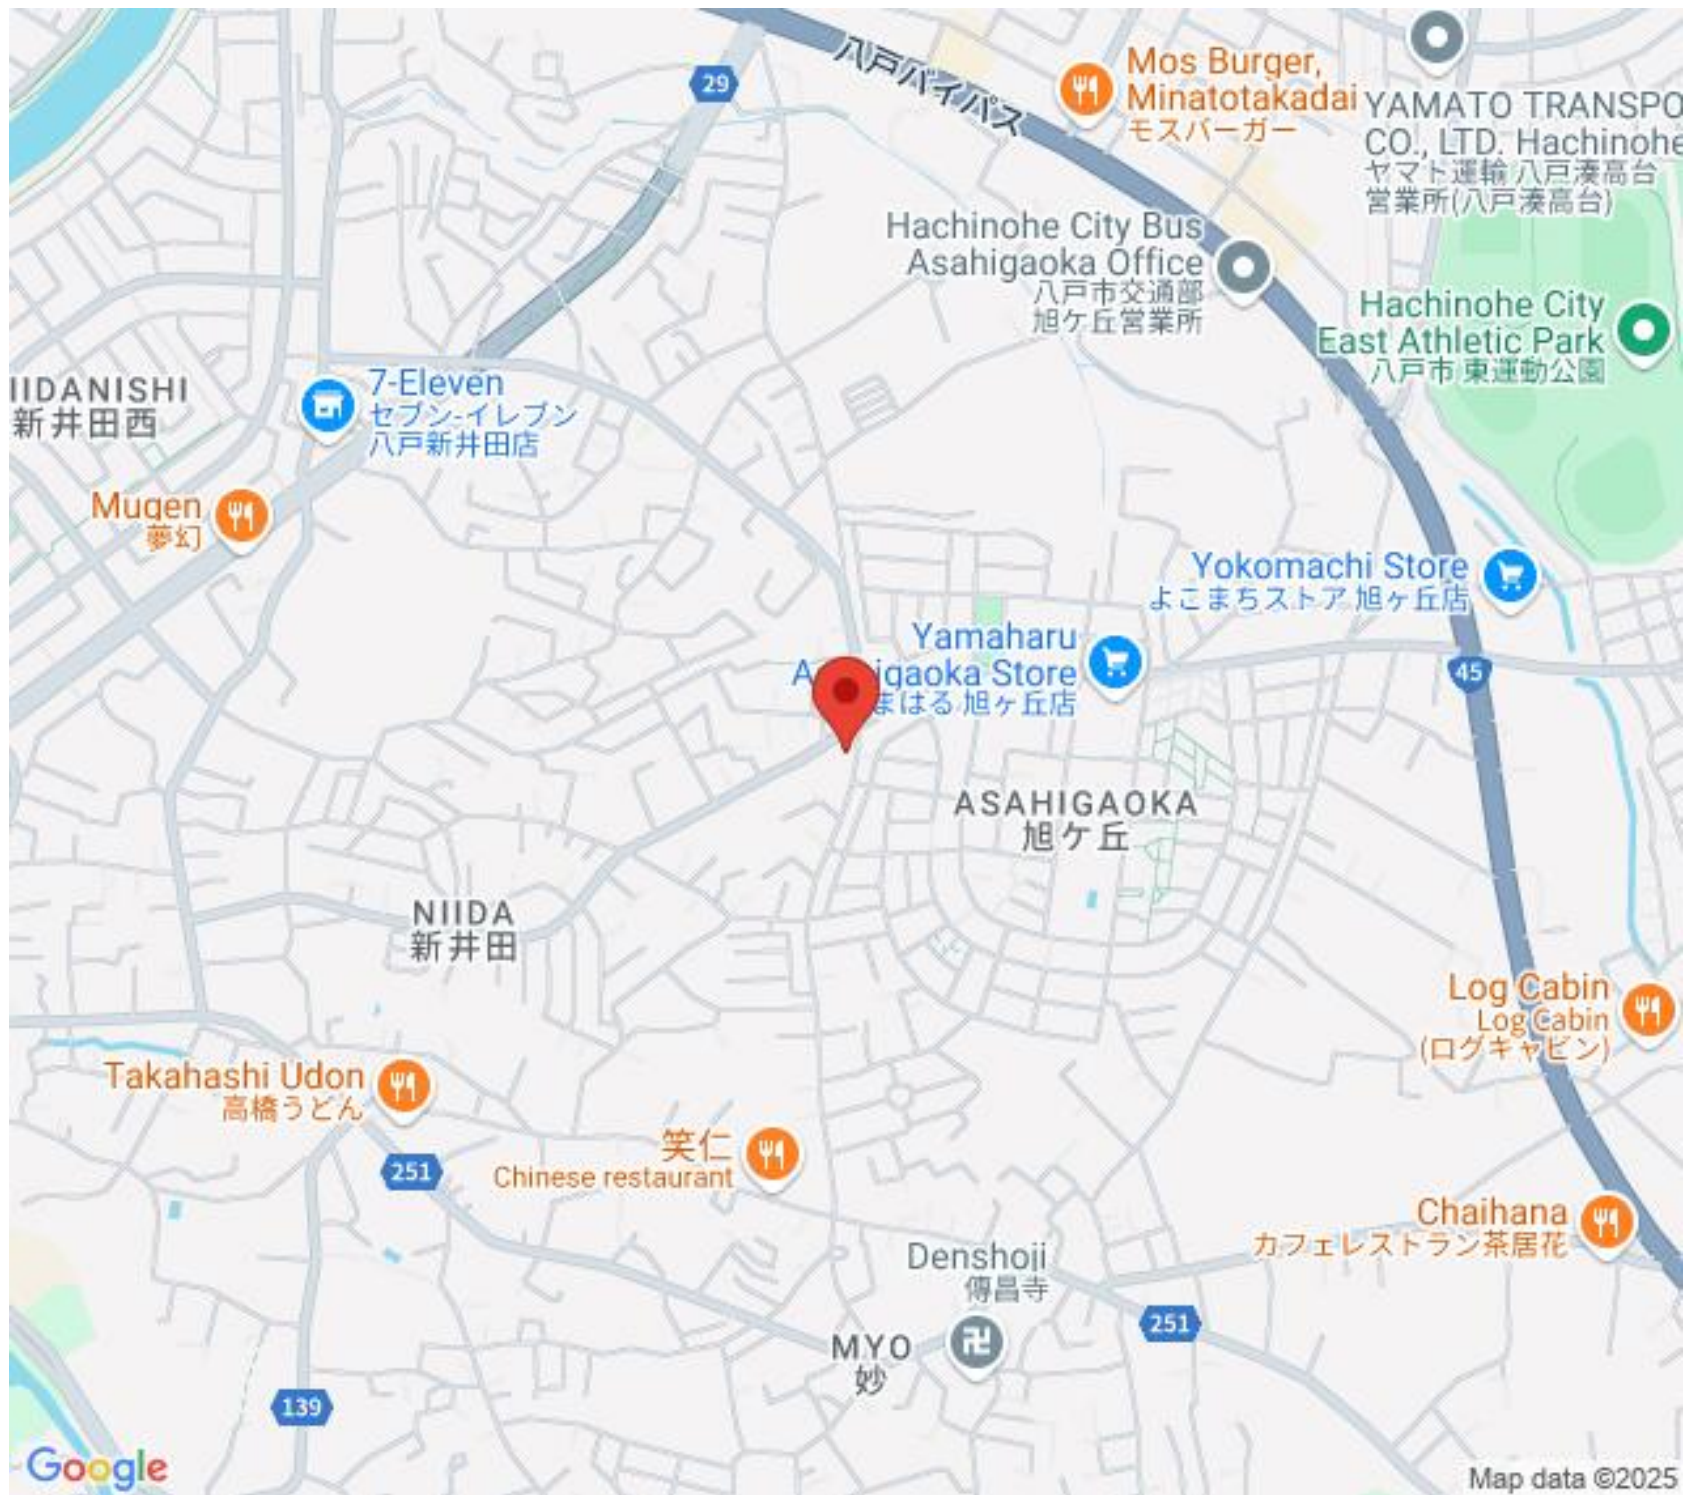 29
八戸バイパス
Mos Burger,
Minatotakadai
モスバーガー
YAMATO TRANSPO
CO., LTD. Hachinohe
ヤマト運輸 八戸湊高台
営業所(八戸湊高台)
Hachinohe City Bus
Asahigaoka Office
八戸市交通部
旭ケ丘営業所
Hachinohe City
East Athletic Park
八戸市 東運動公園
IIDANISHI
新井田西
7-Eleven
セブン-イレブン
八戸新井田店
Mugen
夢幻
Yokomachi Store
よこまちストア 旭ヶ丘店
Yamaharu
A igaoka Store
まはる 旭ヶ丘店
45
ASAHIGAOKA
旭ケ丘
NIIDA
新井田
Log Cabin
Log Cabin
(ログキャビン)
Takahashi Udon
高橋うどん
笑仁
Chinese restaurant
251
Chaihana
カフェレストラン茶居花
Denshoji
傳昌寺
251
MYO
妙
139
Google
Map data ©2025